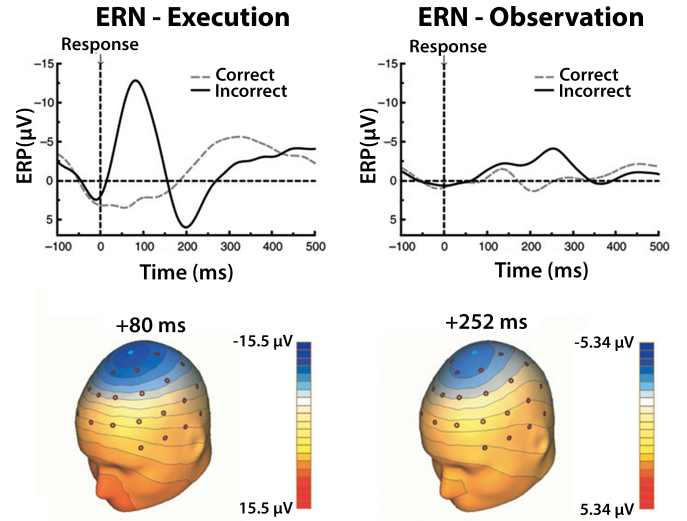 ERN - Execution
Response
−15
−10
−5
0
5
ERP(µV)
Correct
Incorrect
−100
0
100
200
300
400
500
Time (ms)
ERN - Observation
Response
−15
−10
−5
0
5
ERP(µV)
Correct
Incorrect
−100
0
100
200
300
400
500
Time (ms)
+80 ms
-15.5 µV
15.5 µV
+252 ms
-5.34 µV
5.34 µV